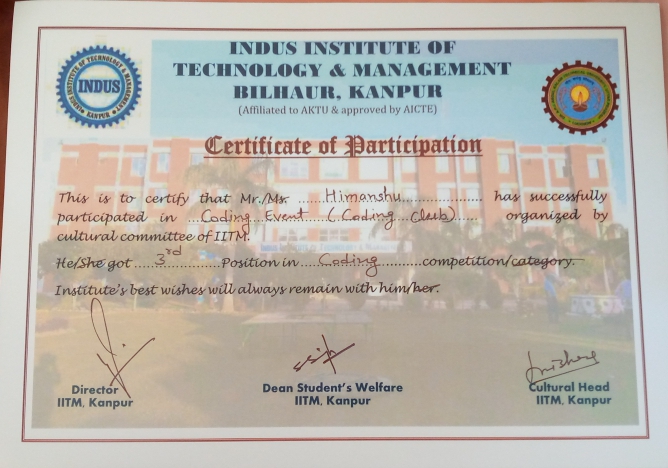 INDUS INSTITUTE OF
TECHNOLOGY & MANAGEMENT
BILHAUR, KANPUR
(Affiliated to AKTU & approved by AICTE)
INDUS INSTITUTE OF TECHNOLOGY & MANAGEMENT
INDUS
KANPUR
Certificate of Participation
This is to certify that Mr./Ms. ......Himanshu.................. has successfully
participated in ...Coding Event (Coding Club)..... organized by
cultural committee of IITM.
He/She got .....3rd..........Position in .....Coding..........competition/category.
Institute's best wishes will always remain with him/her.
Director
IITM, Kanpur
Dean Student's Welfare
IITM, Kanpur
Cultural Head
IITM, Kanpur